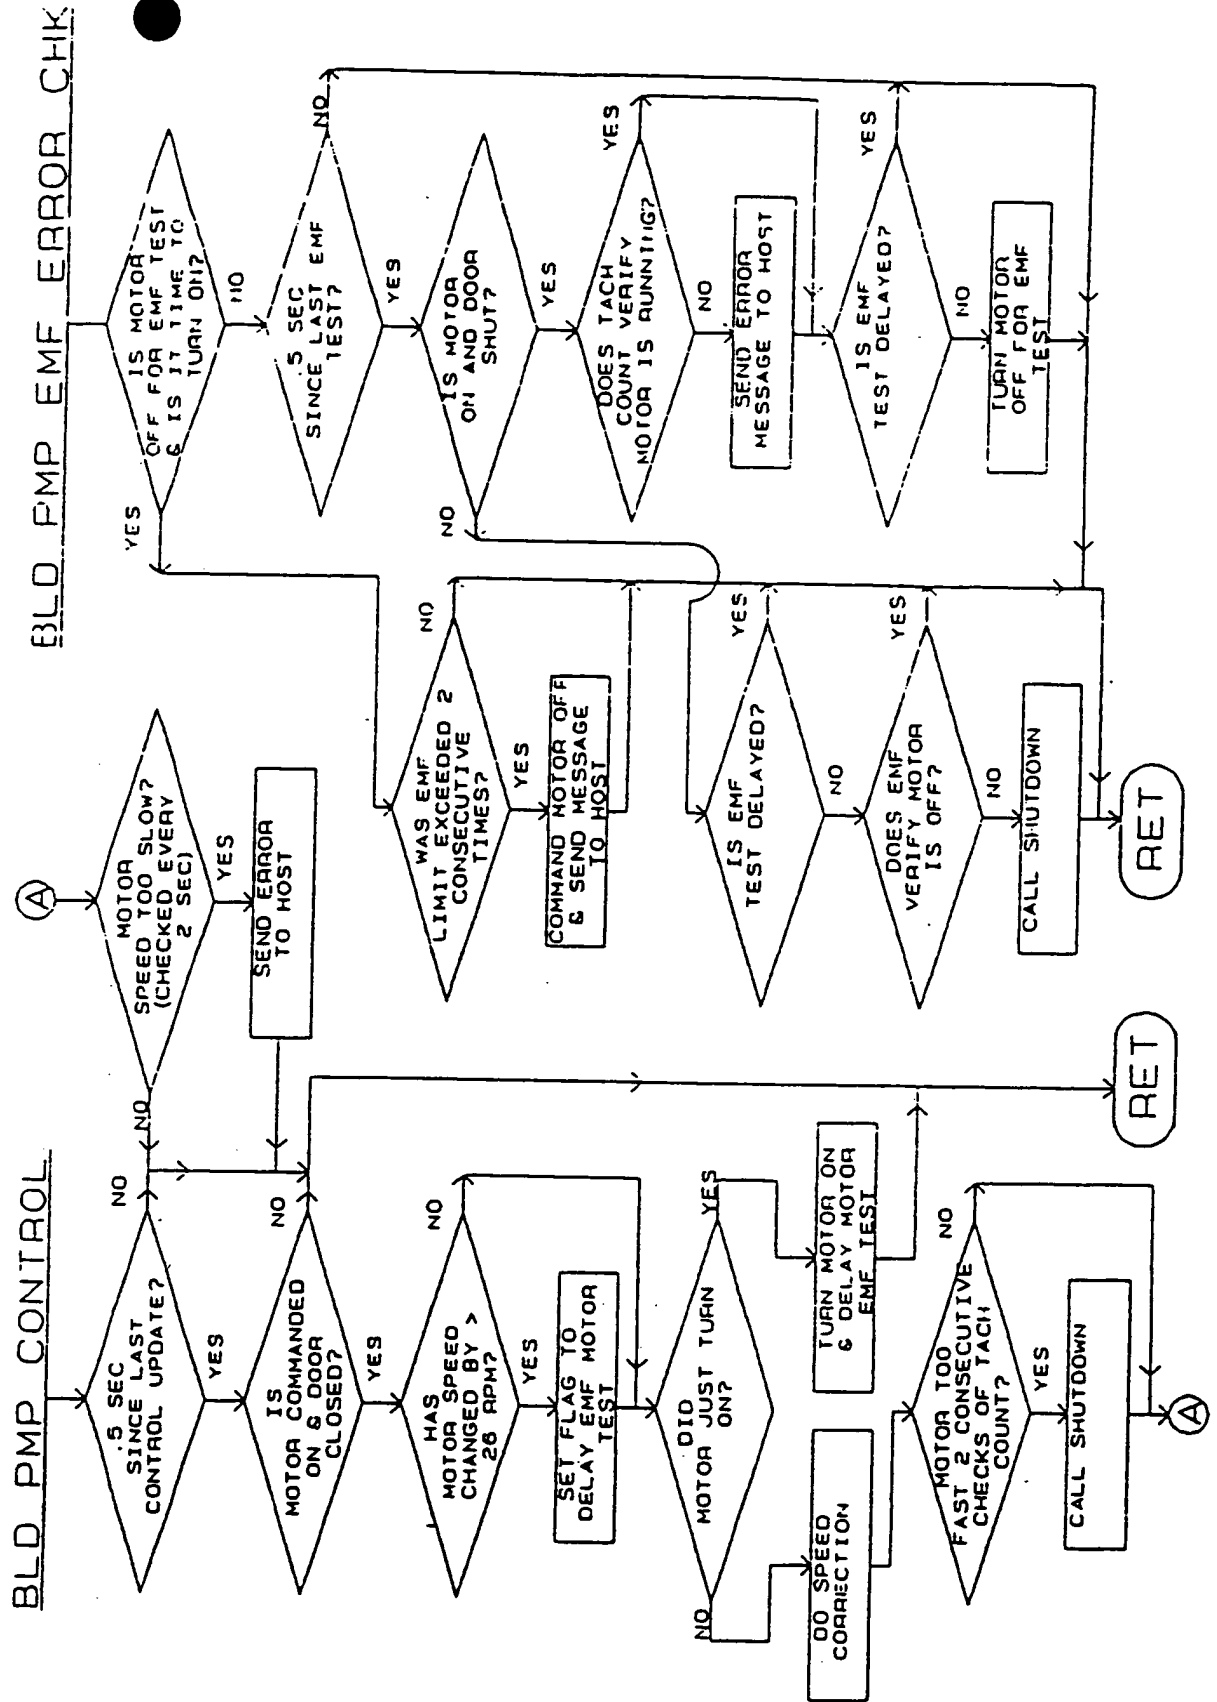 BLD PMP CONTROL
.5 SEC
SINCE LAST
CONTROL UPDATE?
NO
YES
IS
MOTOR COMMANDED
ON & DOOR
CLOSED?
NO
YES
HAS
MOTOR SPEED
CHANGED BY >
26 RPM?
NO
YES
SET FLAG TO
DELAY EMF MOTOR
TEST
DID
MOTOR JUST TURN
ON?
YES
NO
TURN MOTOR ON
& DELAY MOTOR
EMF TEST
DO SPEED
CORRECTION
MOTOR TOO
FAST 2 CONSECUTIVE
CHECKS OF TACH
COUNT?
NO
YES
CALL SHUTDOWN
A
A
MOTOR
SPEED TOO SLOW?
(CHECKED EVERY
2 SEC)
NO
YES
SEND ERROR
TO HOST
RET
BLD PMP EMF ERROR CHK
IS MOTOR
OFF FOR EMF TEST
& IS IT TIME TO
TURN ON?
YES
NO
.5 SEC
SINCE LAST EMF
TEST?
NO
YES
IS MOTOR
ON AND DOOR
SHUT?
NO
YES
DOES TACH
COUNT VERIFY
MOTOR IS RUNNING?
YES
NO
SEND ERROR
MESSAGE TO HOST
IS EMF
TEST DELAYED?
YES
NO
TURN MOTOR
OFF FOR EMF
TEST
WAS EMF
LIMIT EXCEEDED 2
CONSECUTIVE
TIMES?
NO
YES
COMMAND MOTOR OFF
& SEND MESSAGE
TO HOST
IS EMF
TEST DELAYED?
YES
NO
DOES EMF
VERIFY MOTOR
IS OFF?
YES
NO
CALL SHUTDOWN
RET